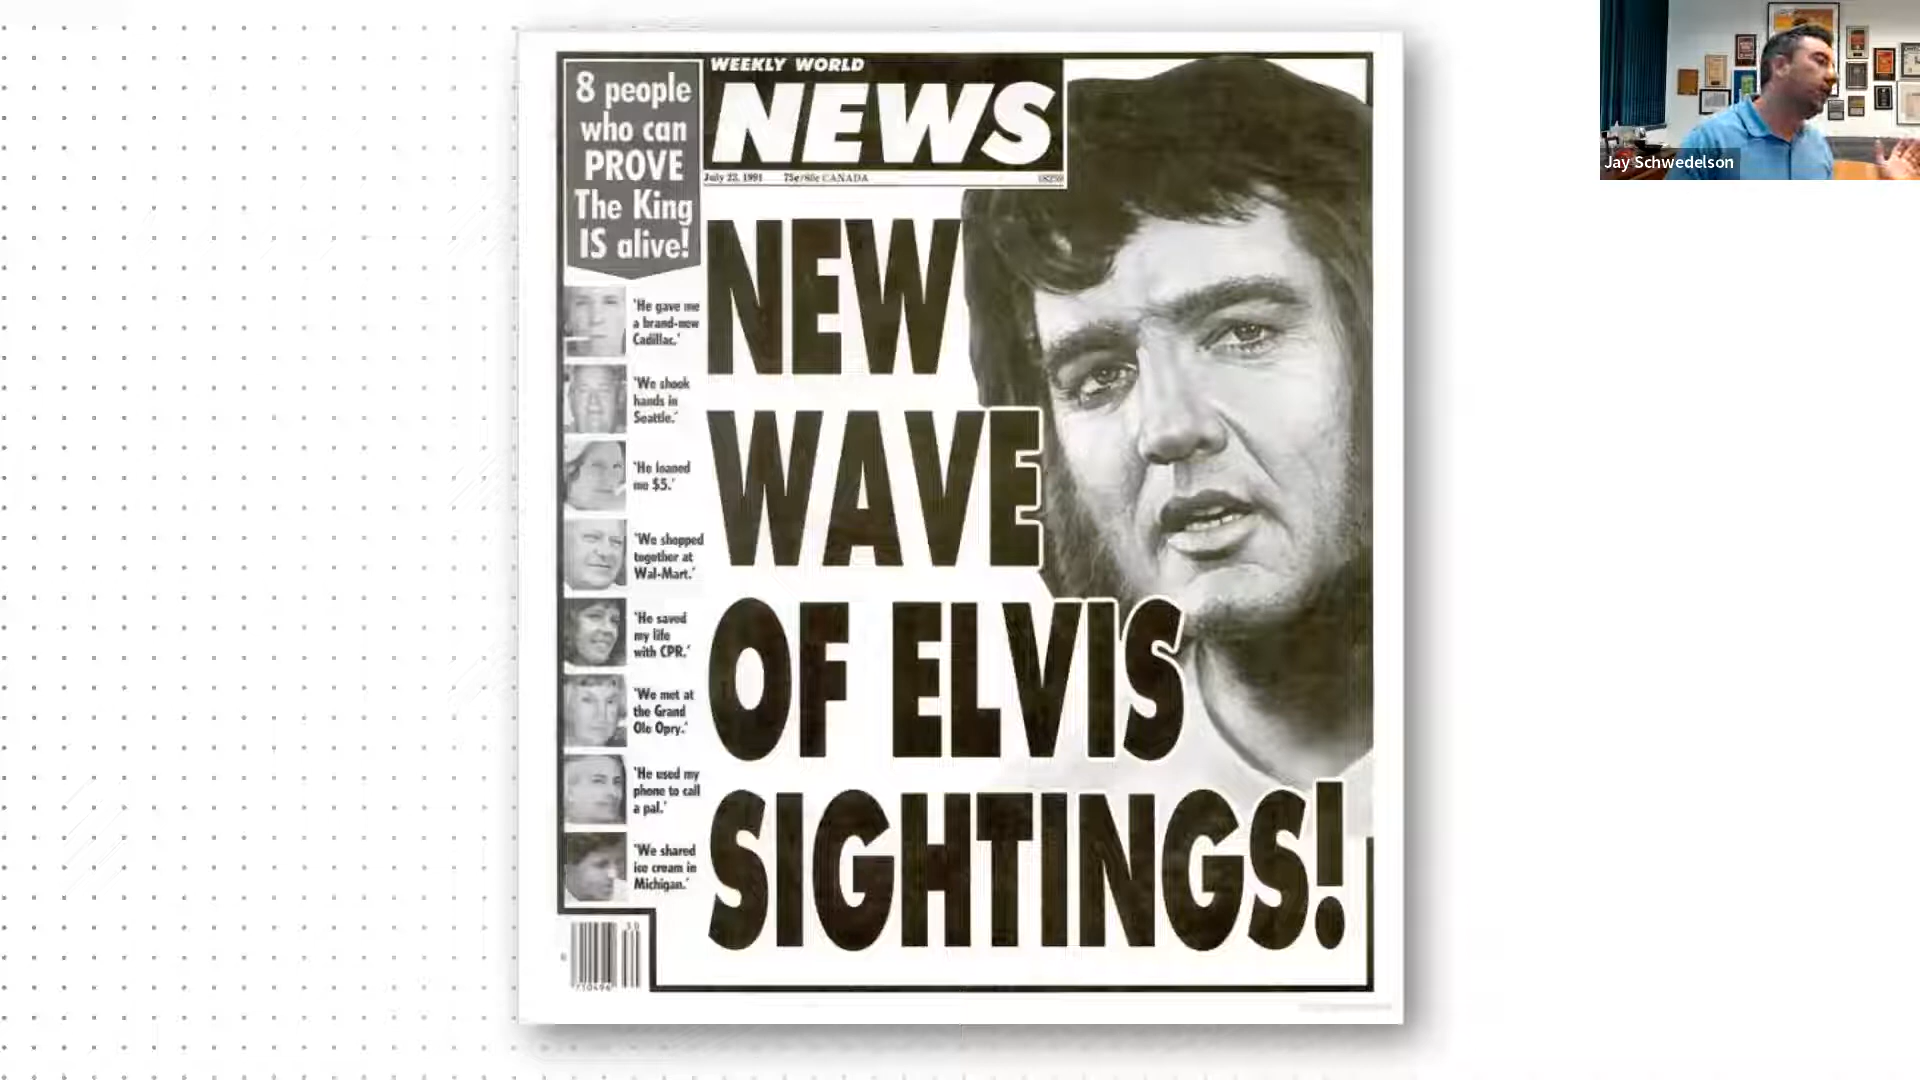 8 people
who can
PROVE
The King
IS alive!
WEEKLY WORLD
NEWS
July 23, 1991 75¢/80¢ CANADA
NEW
WAVE
OF ELVIS
SIGHTINGS!
'He gave me
a brand-new
Cadillac.'
'We shook
hands in
Seattle.'
'He loaned
me $5.'
'We shopped
together at
Wal-Mart.'
'He saved
my life
with CPR.'
'We met at
the Grand
Ole Opry.'
'He used my
phone to call
a pal.'
'We shared
ice cream in
Michigan.'
Jay Schwedelson